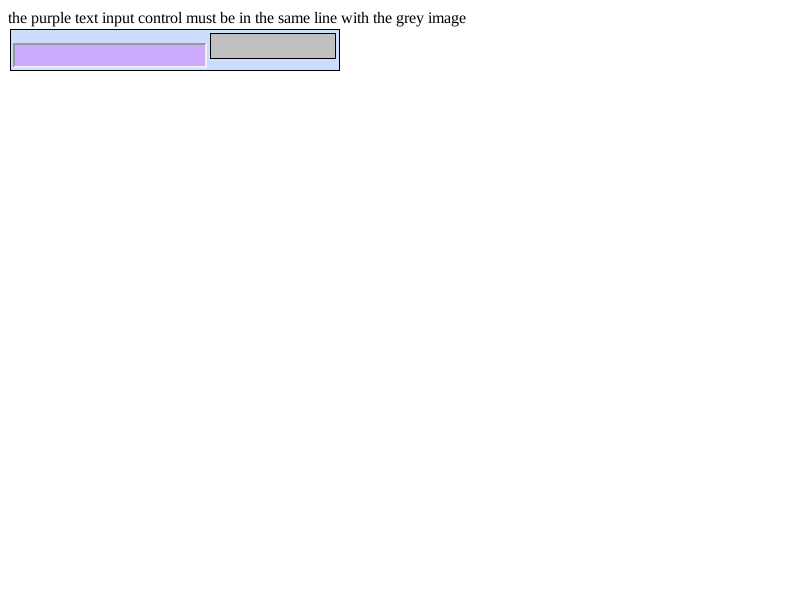 the purple text input control must be in the same line with the grey image